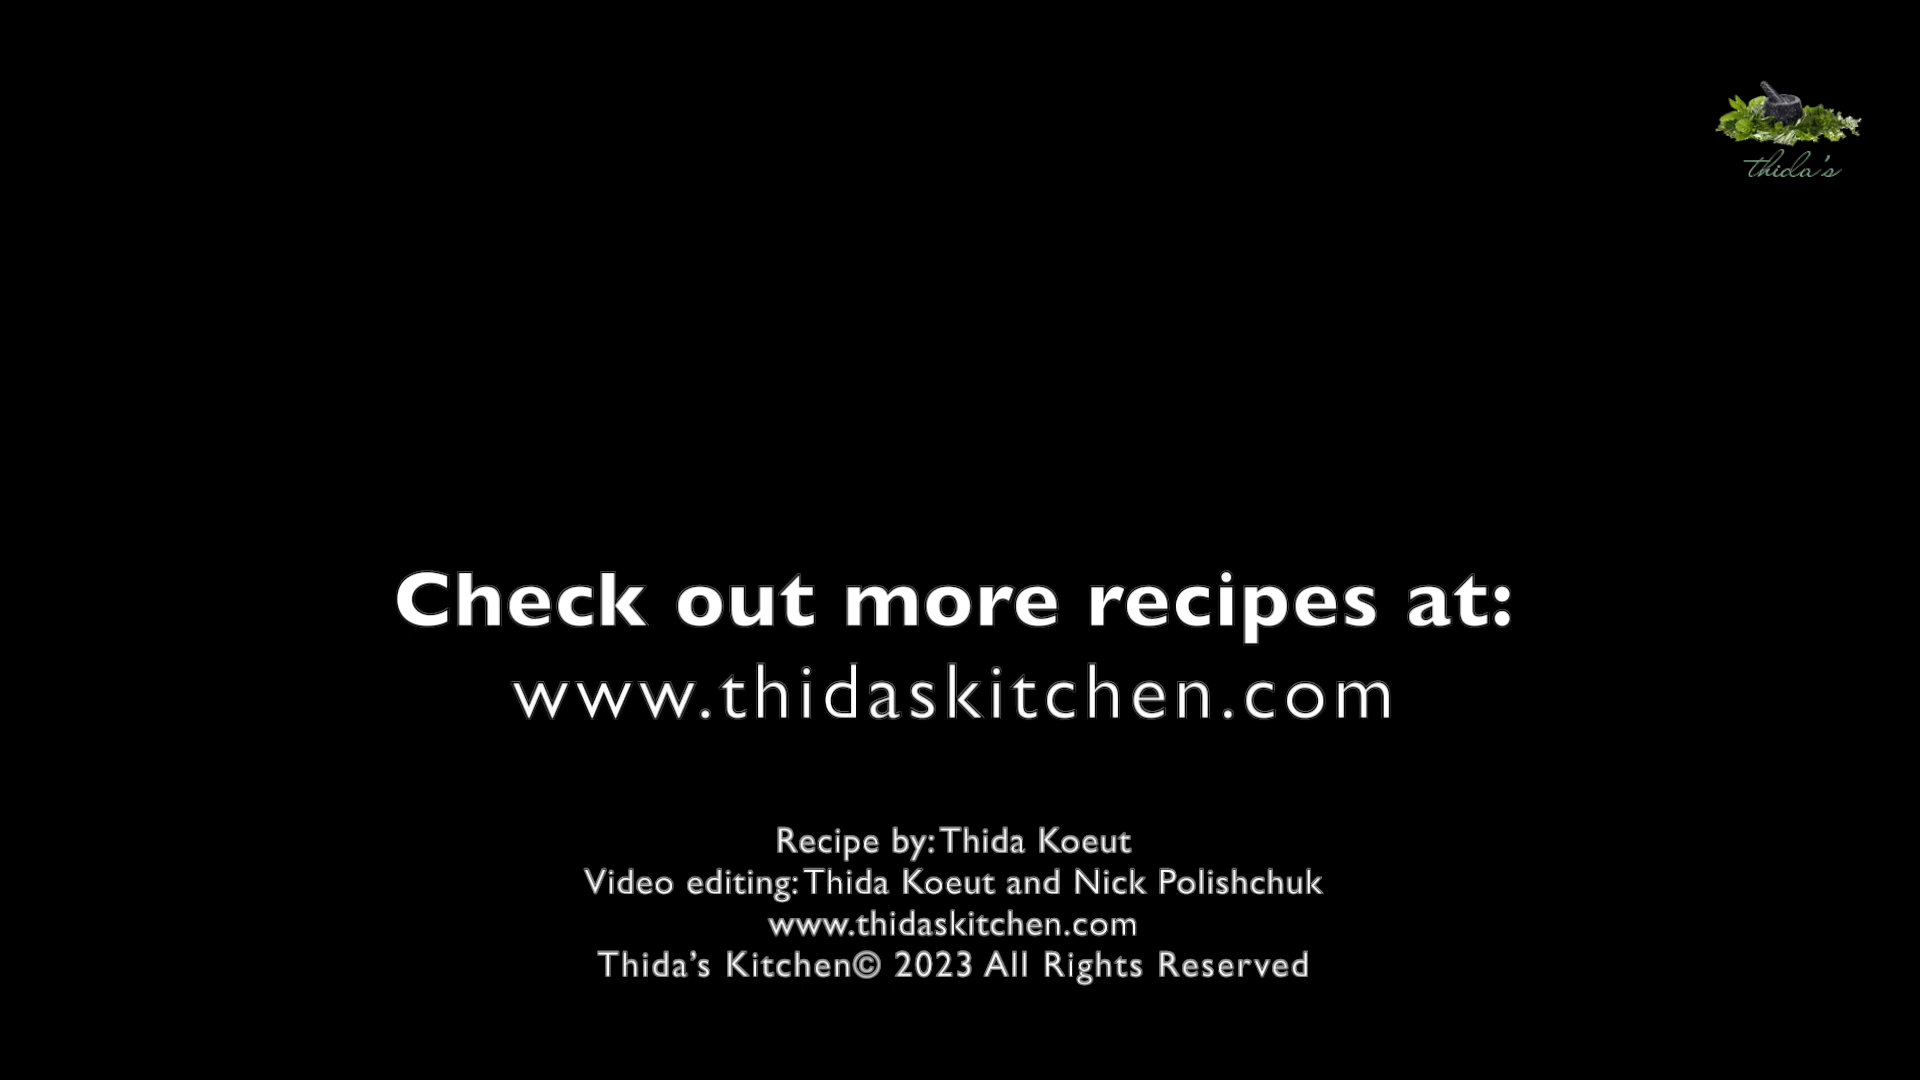 thida's
Check out more recipes at:
www.thidaskitchen.com
Recipe by: Thida Koeut
Video editing: Thida Koeut and Nick Polishchuk
www.thidaskitchen.com
Thida’s Kitchen© 2023 All Rights Reserved